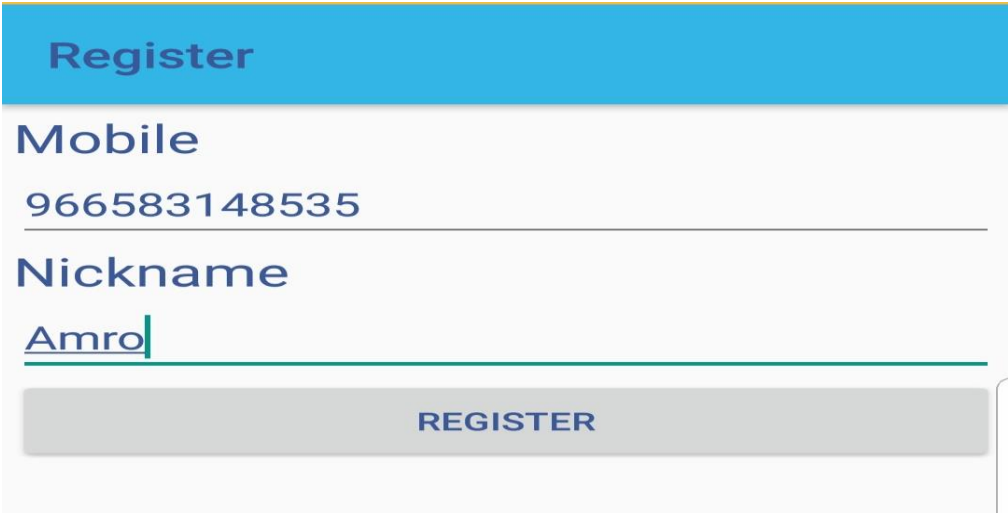 Register
Mobile
966583148535
Nickname
Amro
REGISTER